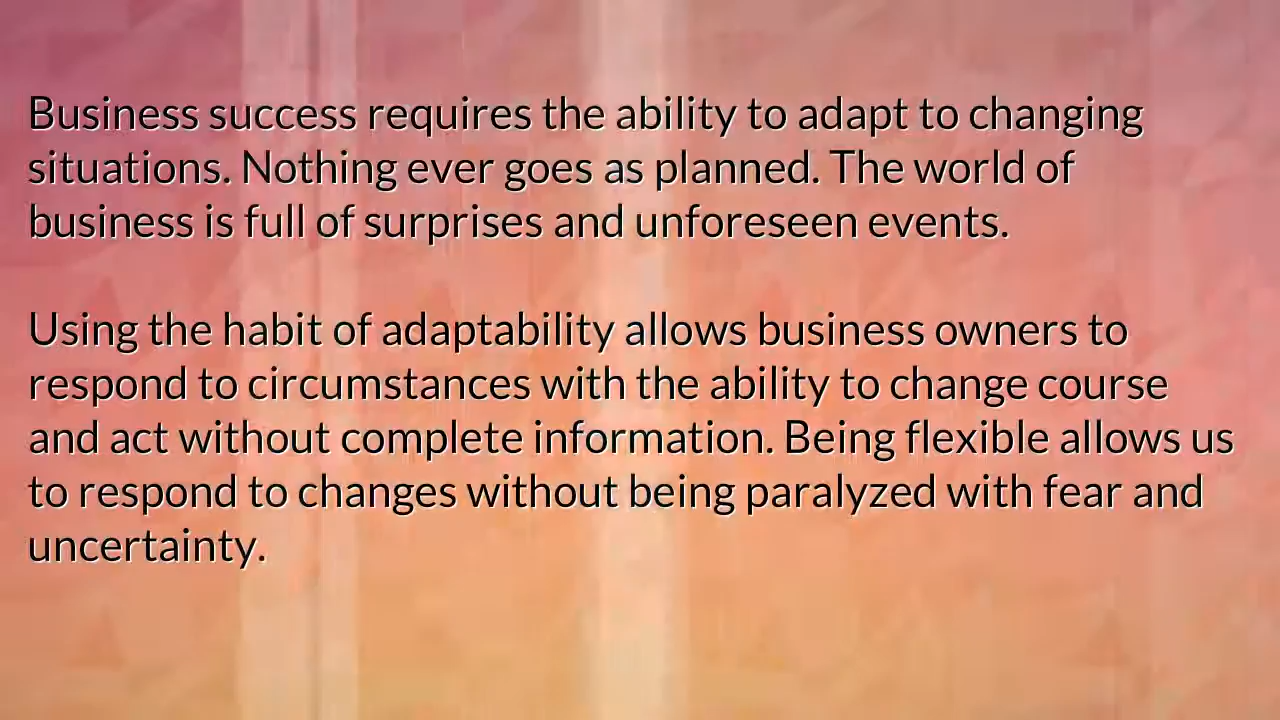 Business success requires the ability to adapt to changing
situations. Nothing ever goes as planned. The world of
business is full of surprises and unforeseen events.
Using the habit of adaptability allows business owners to
respond to circumstances with the ability to change course
and act without complete information. Being flexible allows us
to respond to changes without being paralyzed with fear and
uncertainty.